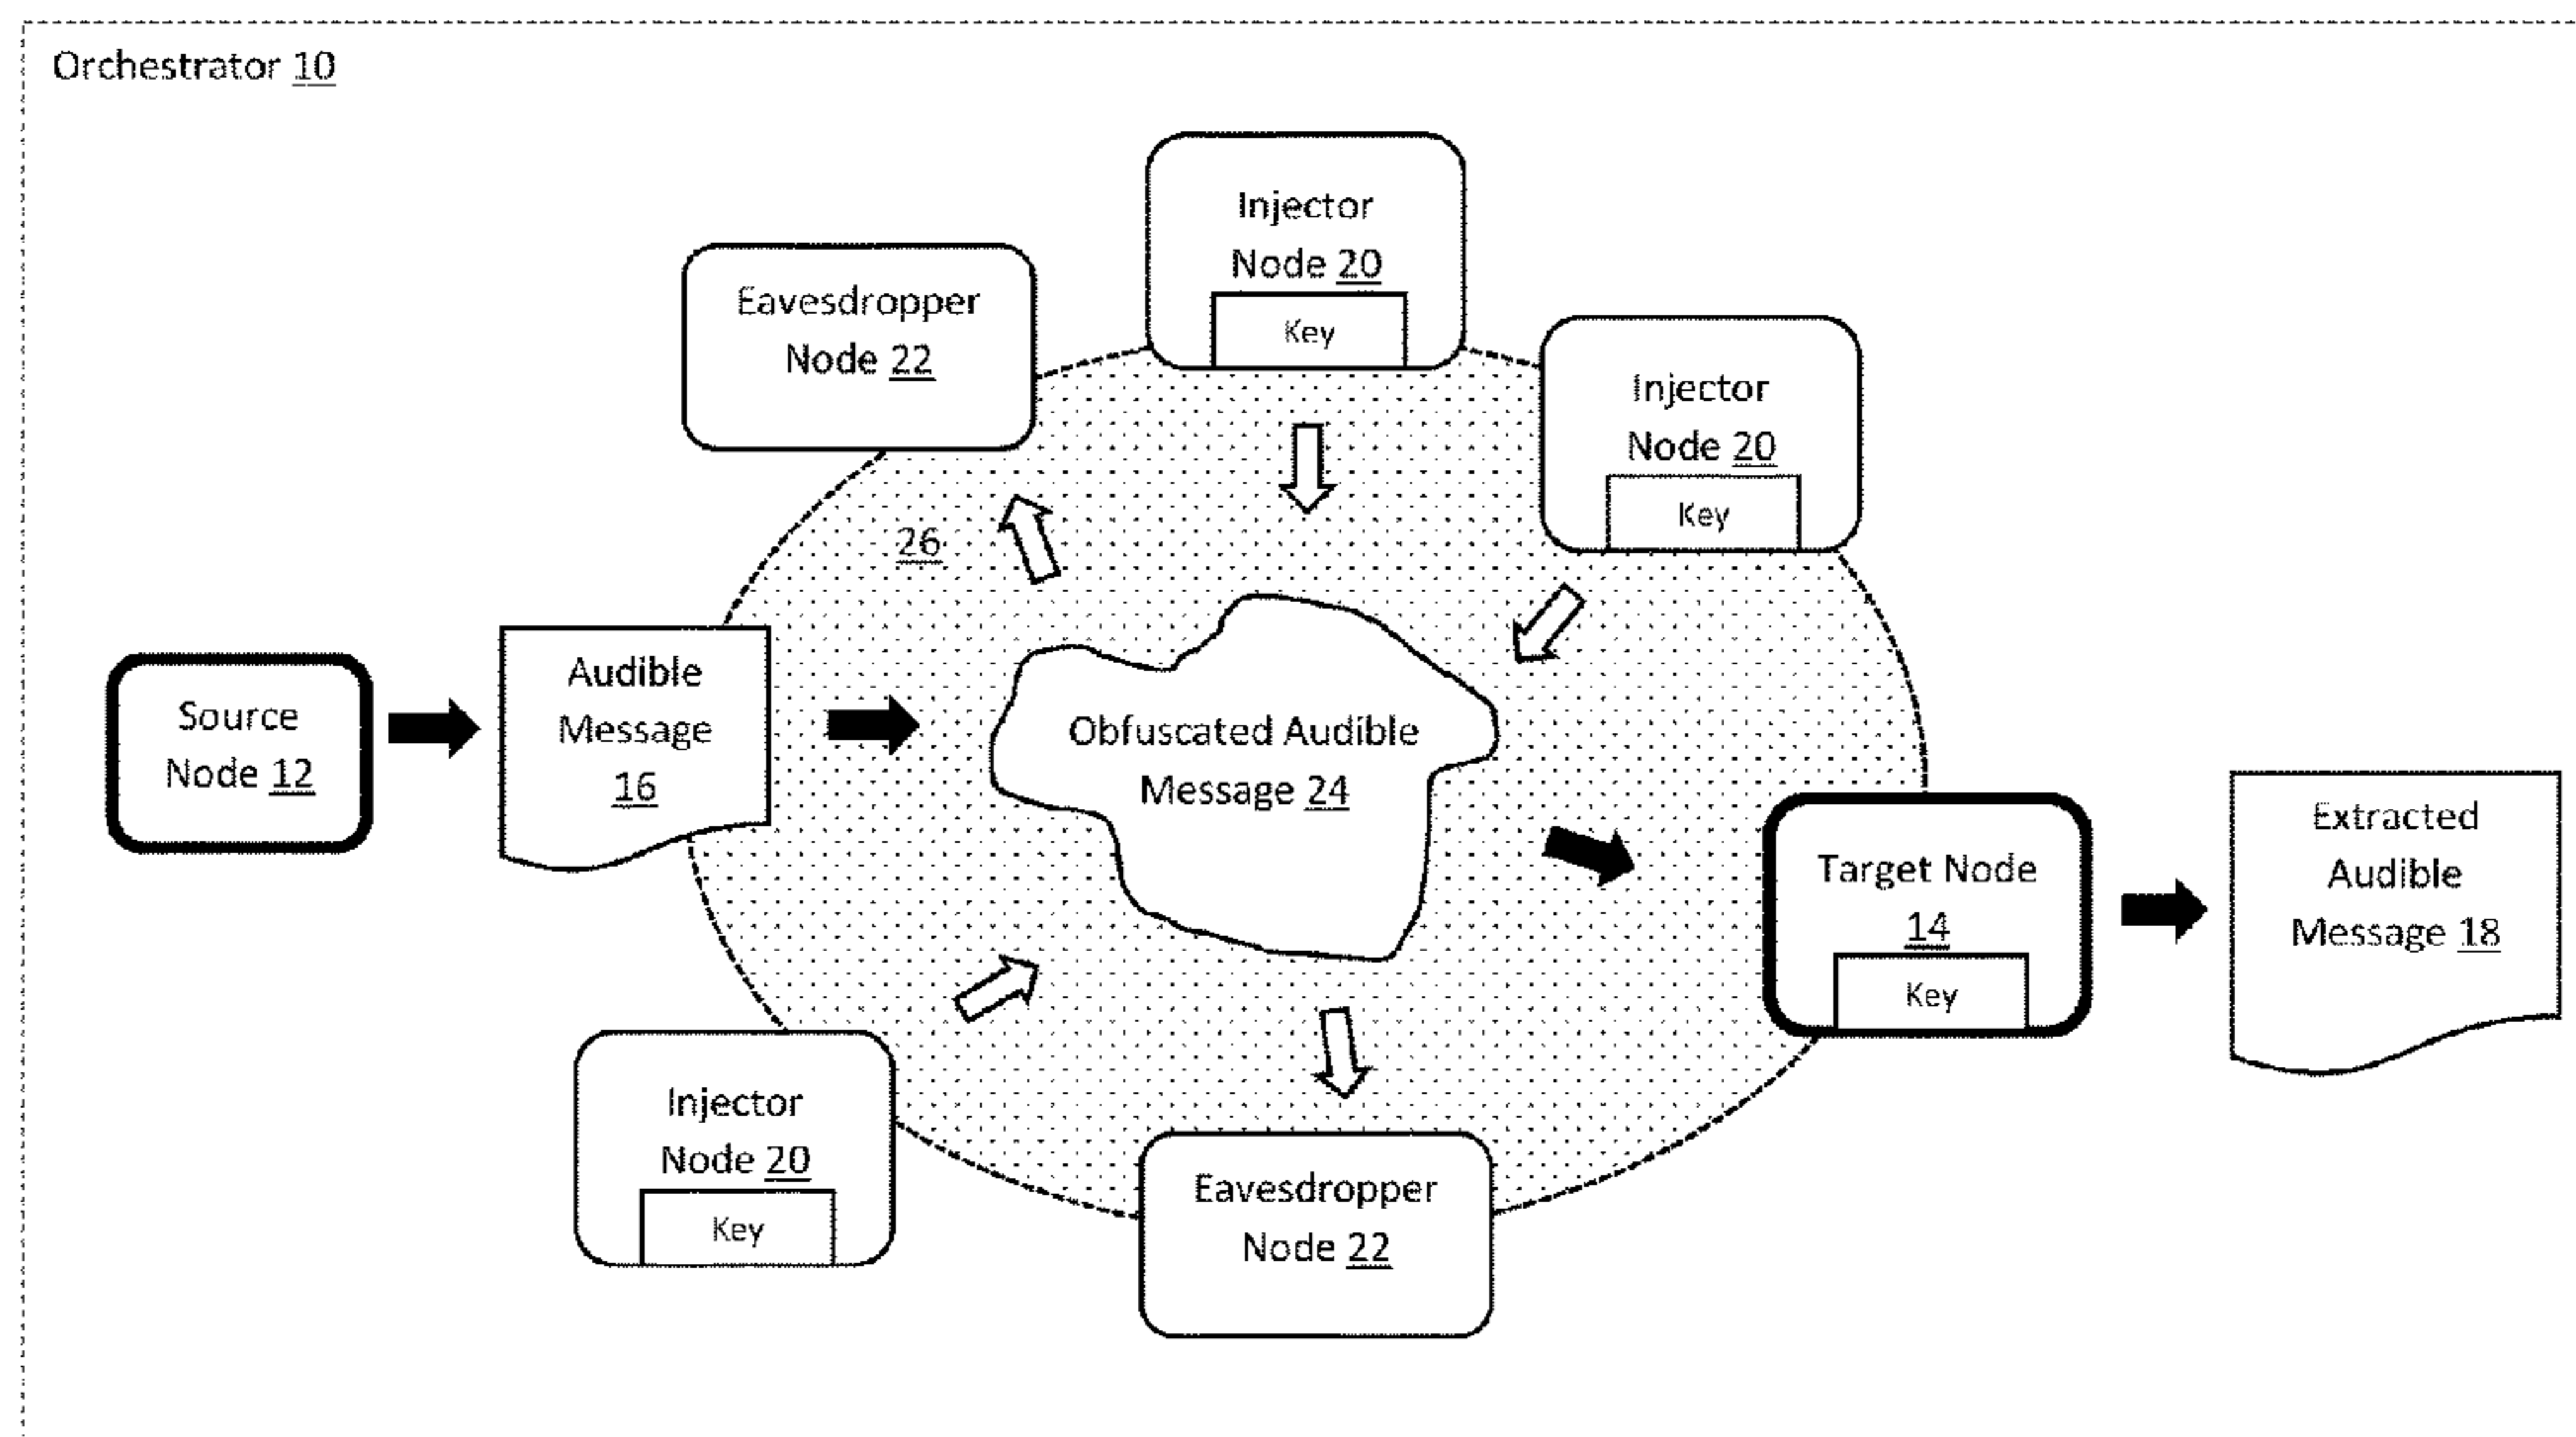 Orchestrator 10
Injector
Node 20
Key
Eavesdropper
Node 22
Injector
Node 20
Key
26
Source
Node 12
Audible
Message
16
Obfuscated Audible
Message 24
Target Node
14
Key
Extracted
Audible
Message 18
Injector
Node 20
Key
Eavesdropper
Node 22